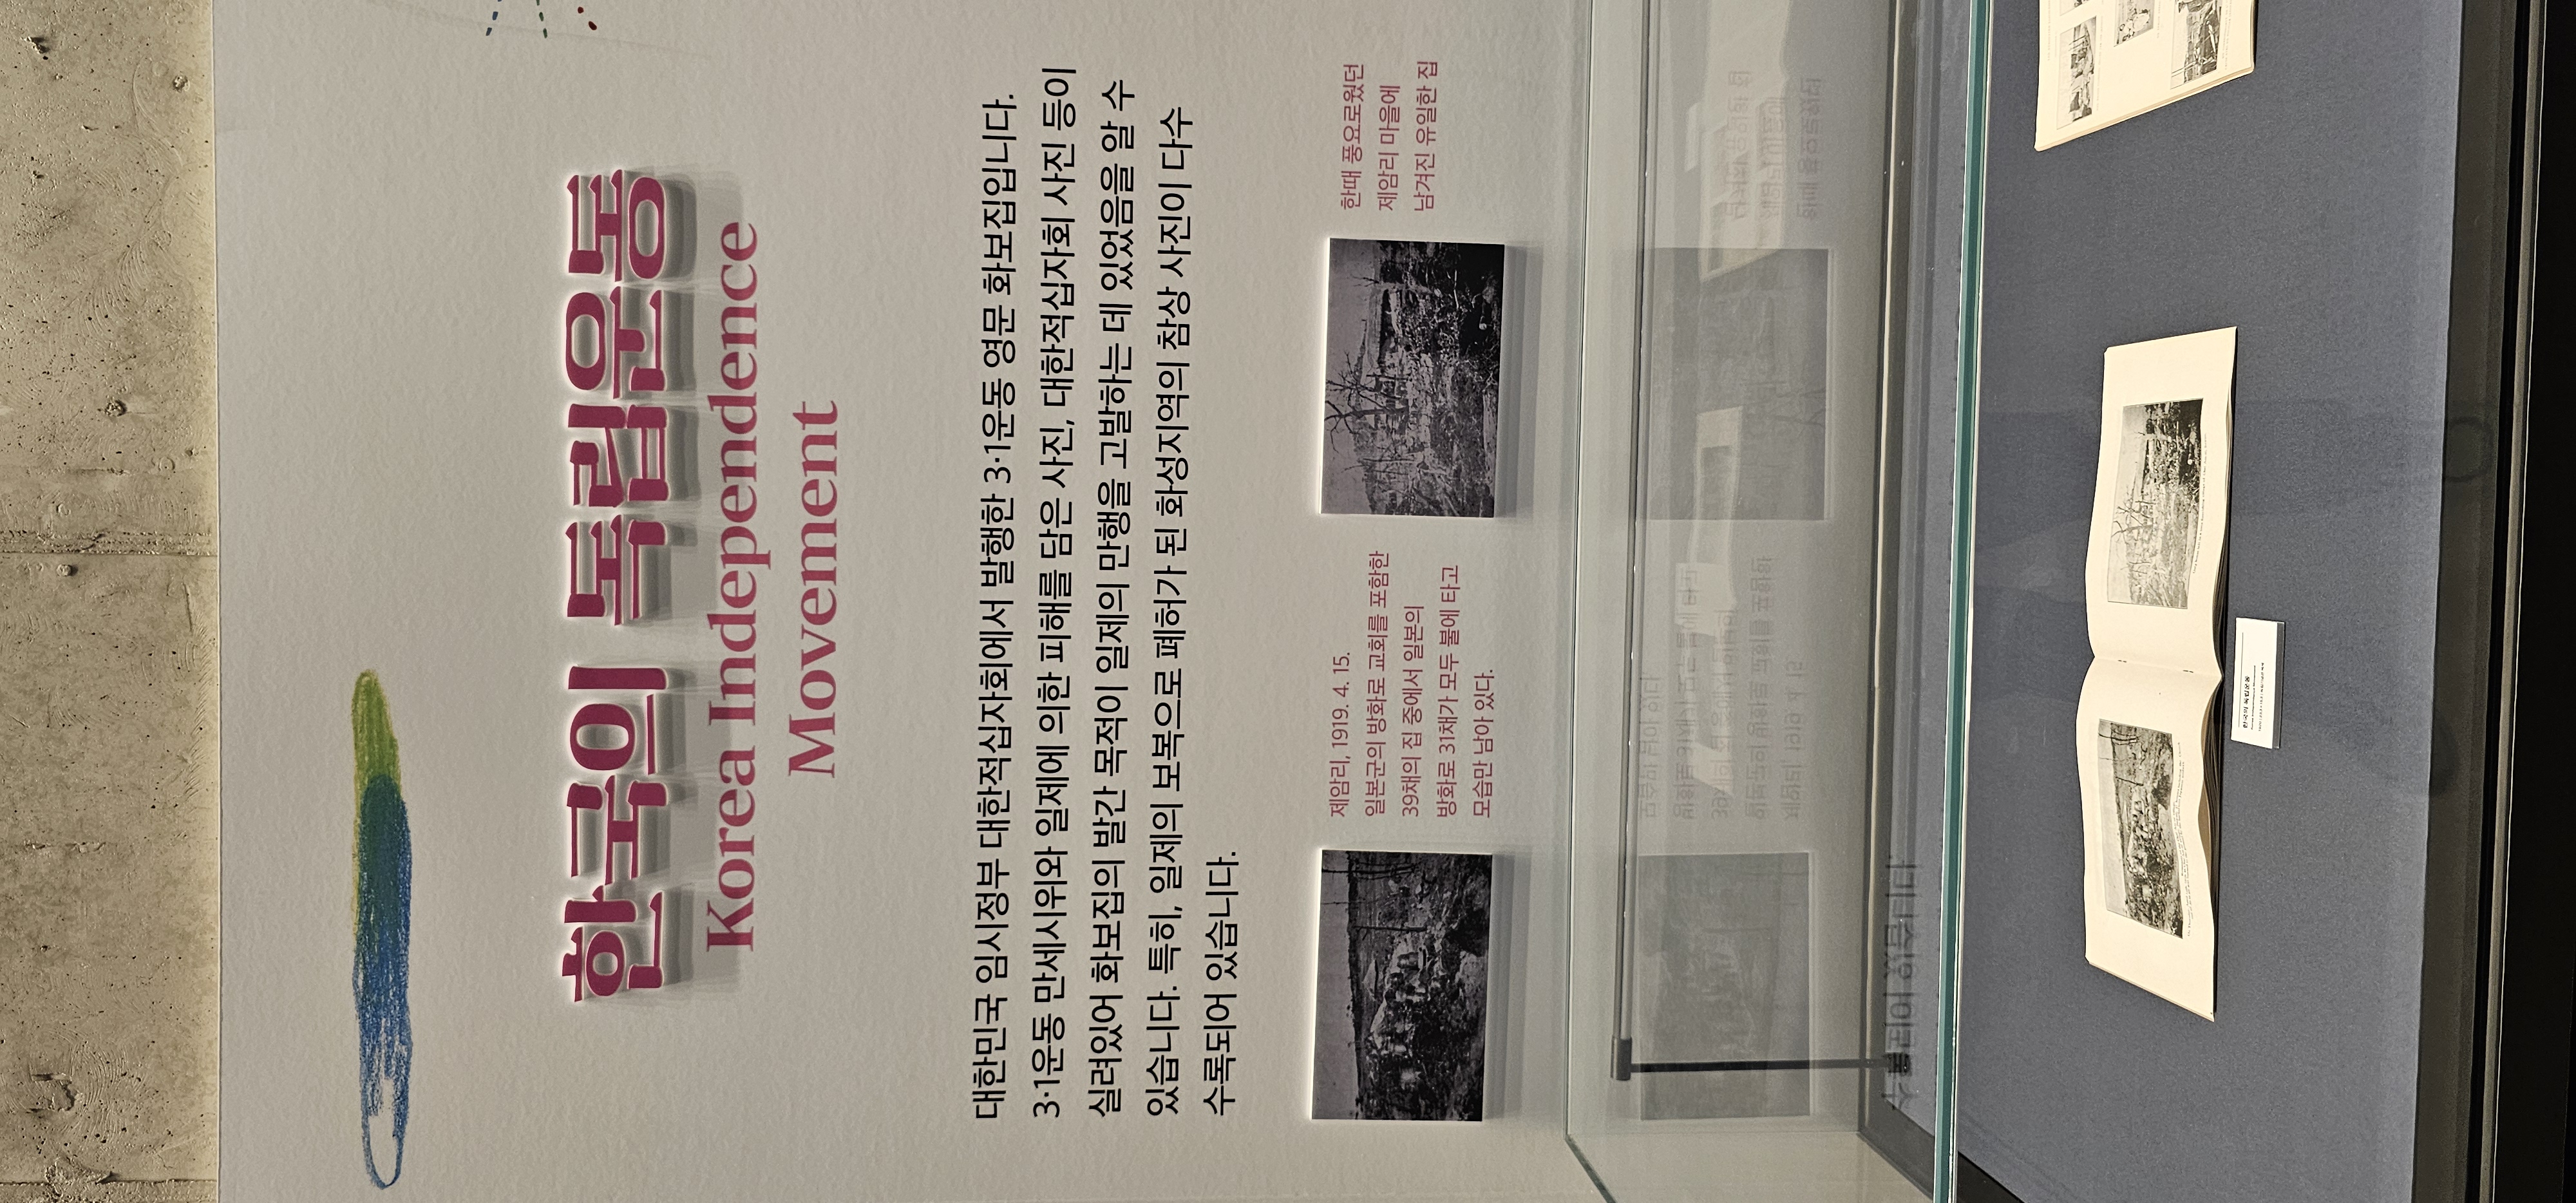 한국의 독립운동
Korea Independence
Movement
대한민국 임시정부 대한적십자회에서 발행한 3·1운동 영문 화보집입니다.
3·1운동 만세시위와 일제에 의한 피해를 담은 사진, 대한적십자회 사진 등이
실려있어 화보집의 발간 목적이 일제의 만행을 고발하는 데 있었음을 알 수
있습니다. 특히, 일제의 보복으로 폐허가 된 화성지역의 참상 사진이 다수
수록되어 있습니다.
제암리, 1919. 4. 15.
일본군의 방화로 교회를 포함한
39채의 집 중에서 일본의
방화로 31채가 모두 불에 타고
모습만 남아 있다.
한때 풍요로웠던
제암리 마을에
남겨진 유일한 집
한국의 독립운동